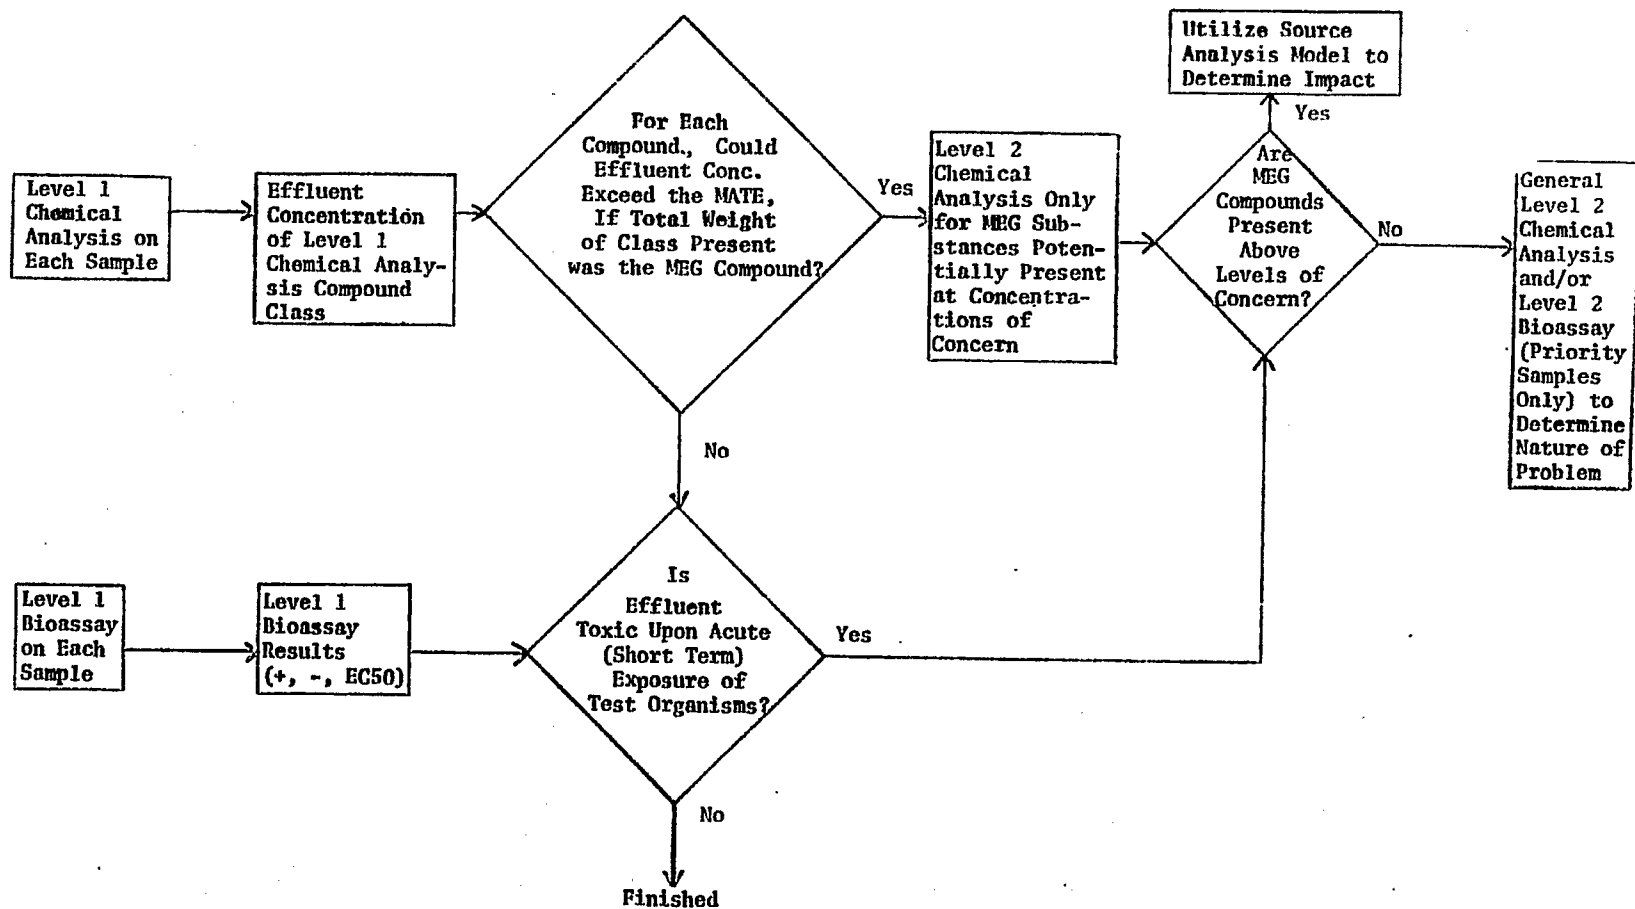 Level 1
Chemical
Analysis on
Each Sample
Effluent
Concentration
of Level 1
Chemical Analy-
sis Compound
Class
For Each
Compound., Could
Effluent Conc.
Exceed the MATE,
If Total Weight
of Class Present
was the MEG Compound?
Yes
No
Level 2
Chemical
Analysis Only
for MEG Sub-
stances Poten-
tially Present
at Concentra-
tions of
Concern
Are
MEG
Compounds
Present
Above
Levels of
Concern?
Yes
Utilize Source
Analysis Model to
Determine Impact
No
General
Level 2
Chemical
Analysis
and/or
Level 2
Bioassay
(Priority
Samples
Only) to
Determine
Nature of
Problem
Level 1
Bioassay
on Each
Sample
Level 1
Bioassay
Results
(+, -, EC50)
Is
Effluent
Toxic Upon Acute
(Short Term)
Exposure of
Test Organisms?
Yes
No
Finished